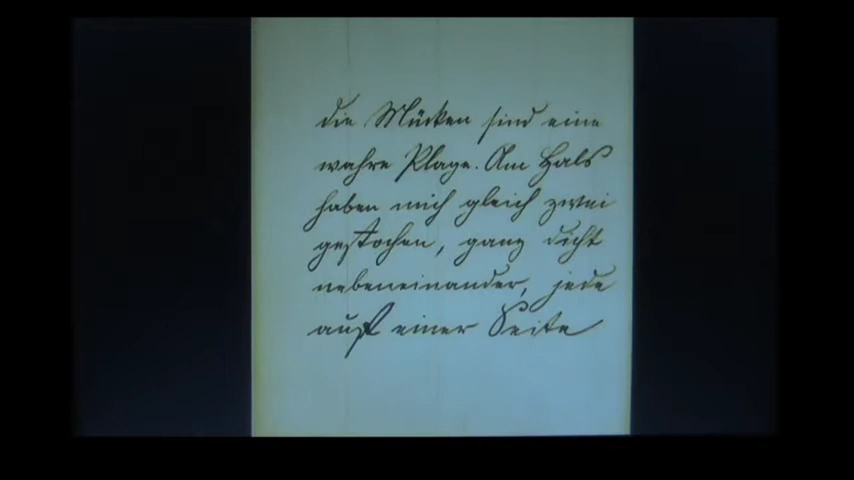 die Mücken sind eine
wahre Plage. Am Hals
haben mich gleich zwei
gestochen, ganz dicht
nebeneinander, jede
auf einer Seite